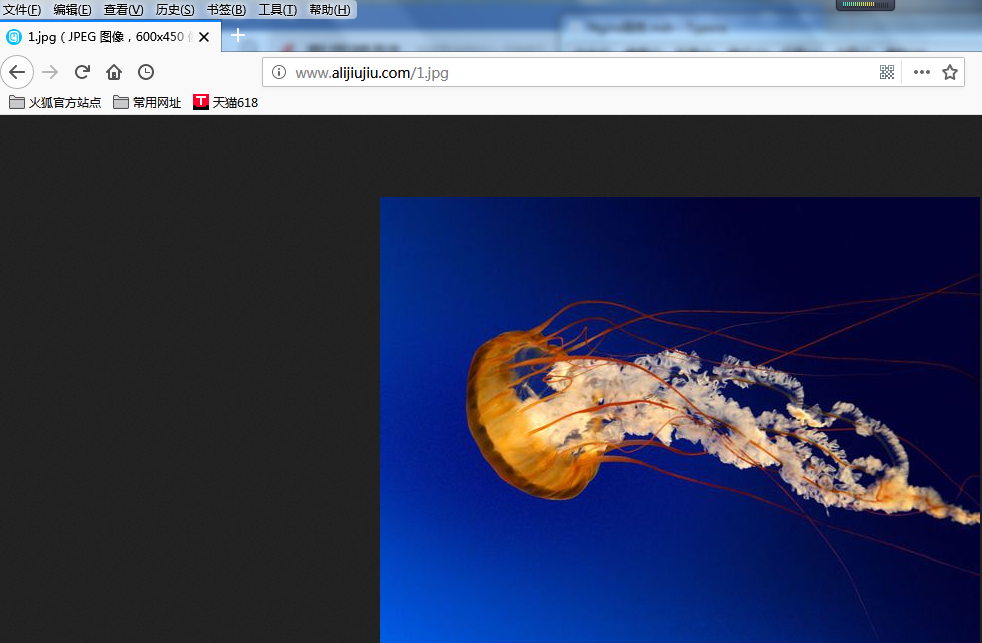 文件(F) 编辑(E) 查看(V) 历史(S) 书签(B) 工具(T) 帮助(H)
1.jpg ( JPEG 图像，600x450
www.alijiujiu.com/1.jpg
火狐官方站点 常用网址 T 天猫618